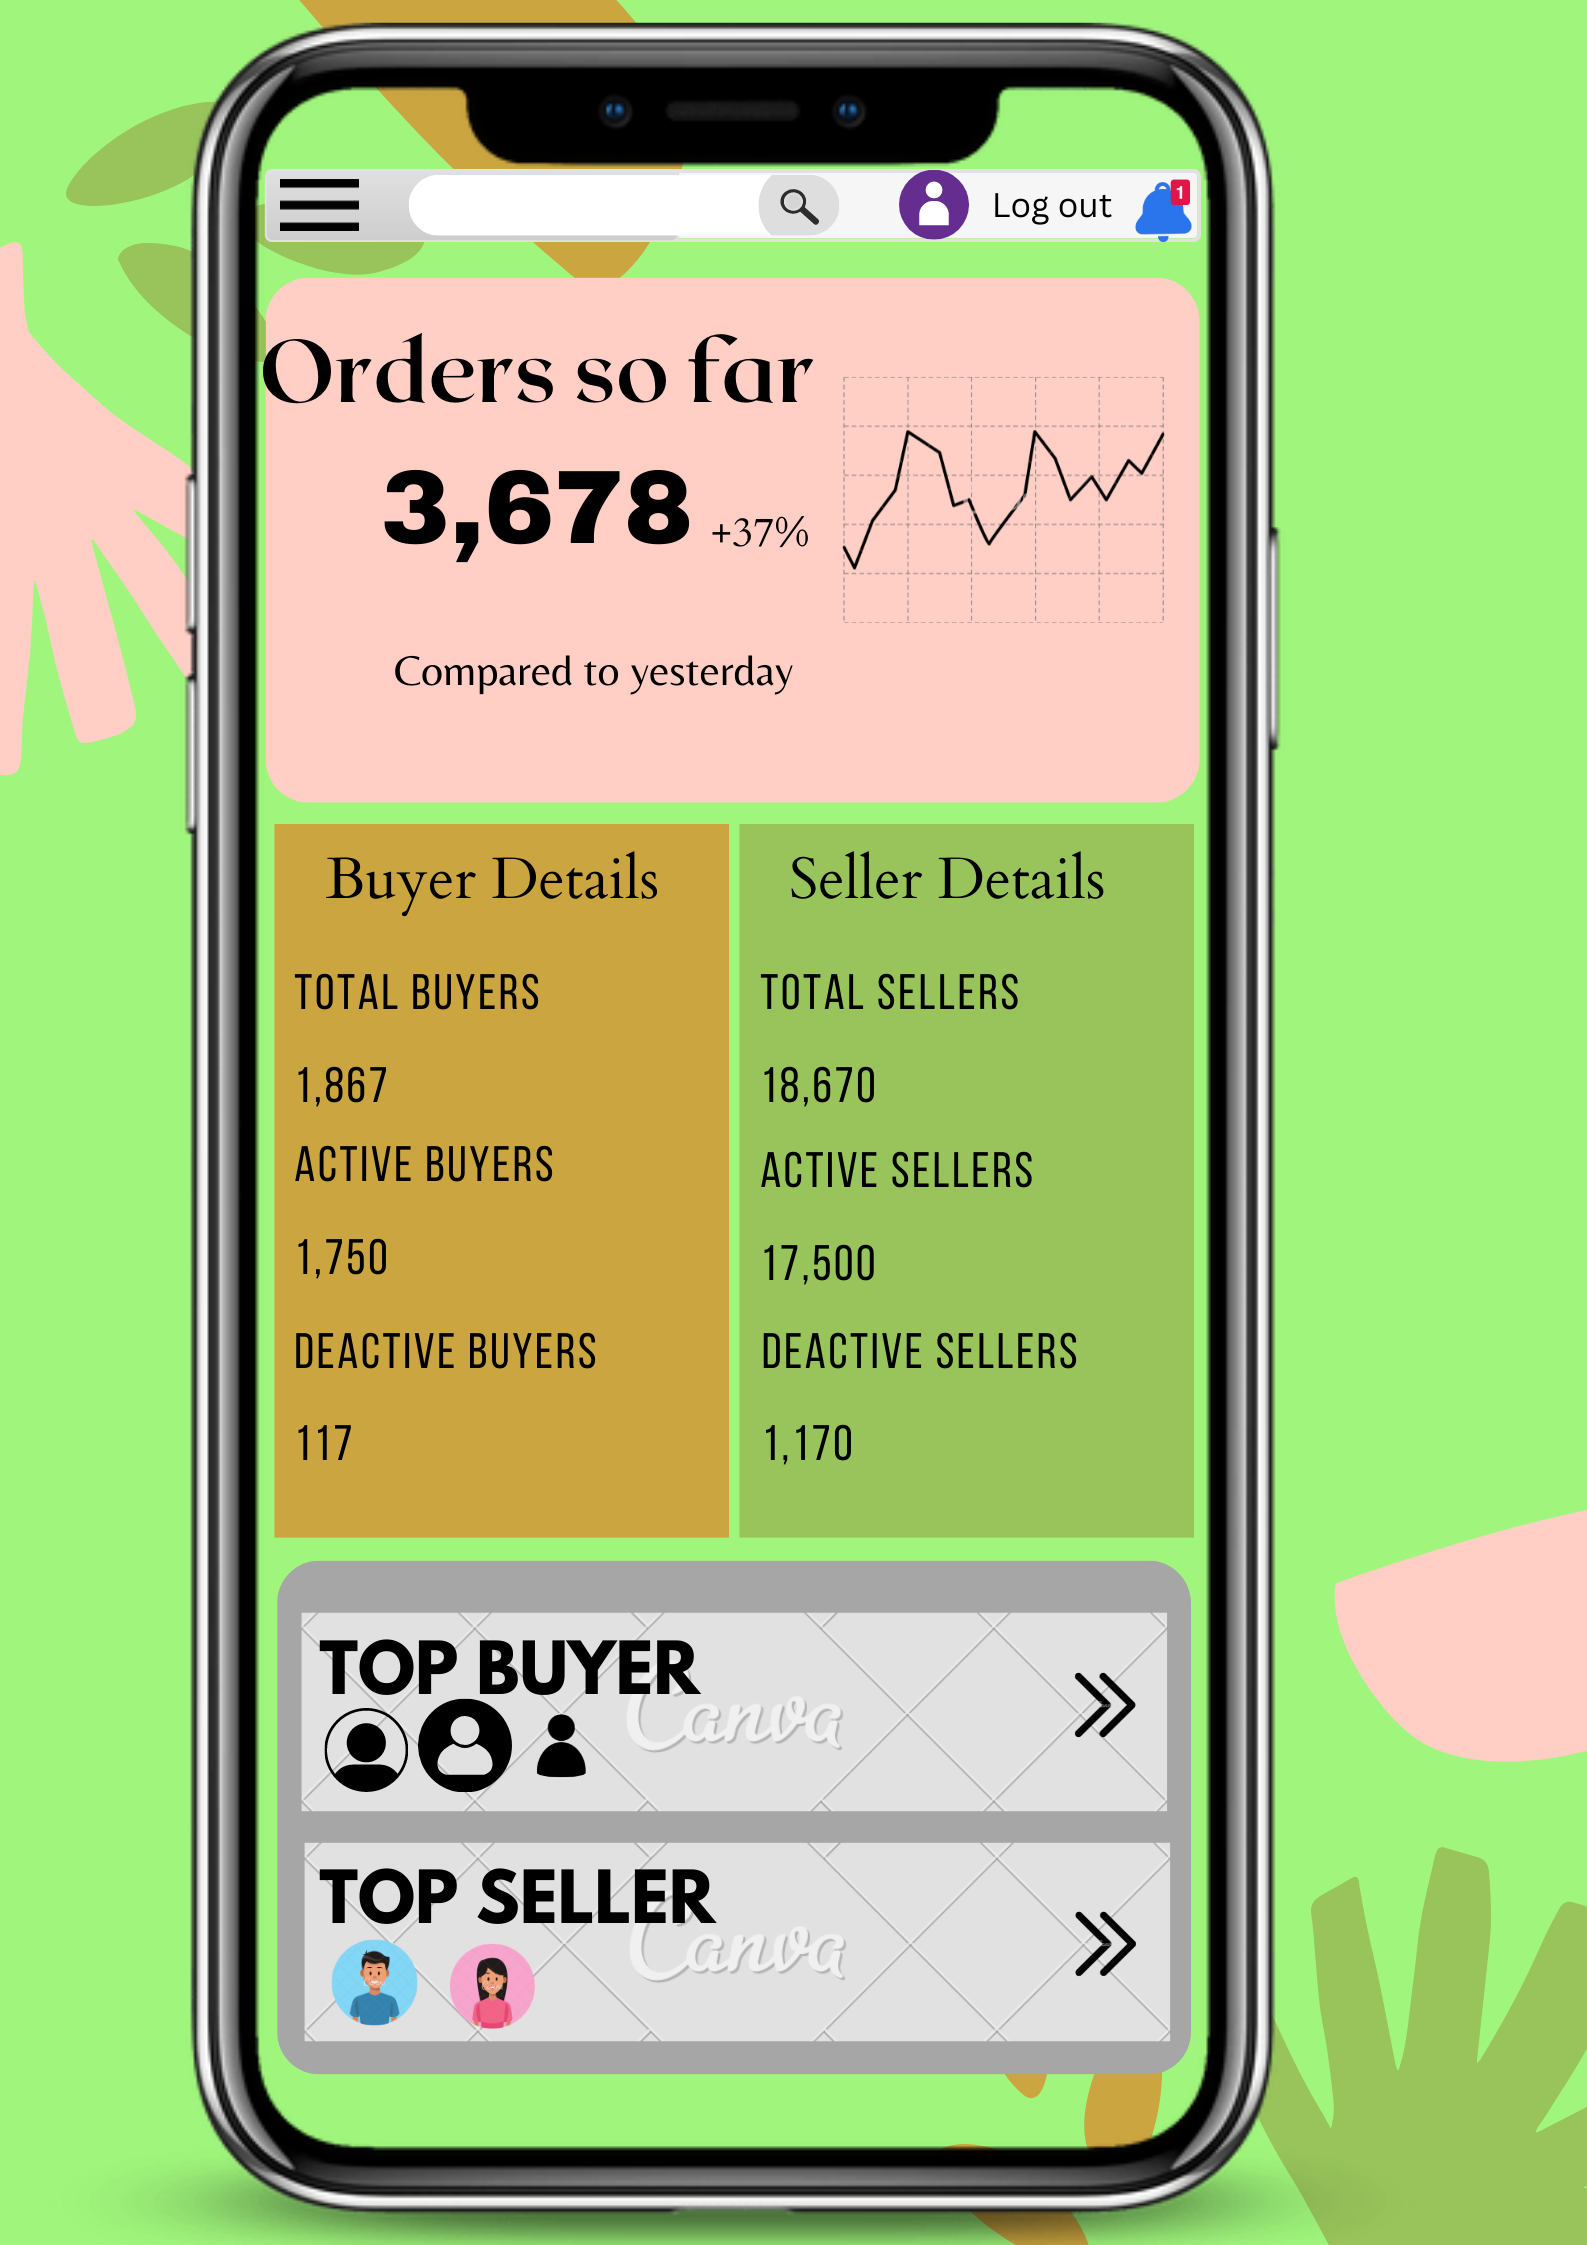 Log out
1
Orders so far
3,678 +37%
Compared to yesterday
Buyer Details
TOTAL BUYERS
1,867
ACTIVE BUYERS
1,750
DEACTIVE BUYERS
117
Seller Details
TOTAL SELLERS
18,670
ACTIVE SELLERS
17,500
DEACTIVE SELLERS
1,170
TOP BUYER
Canva
TOP SELLER
Canva